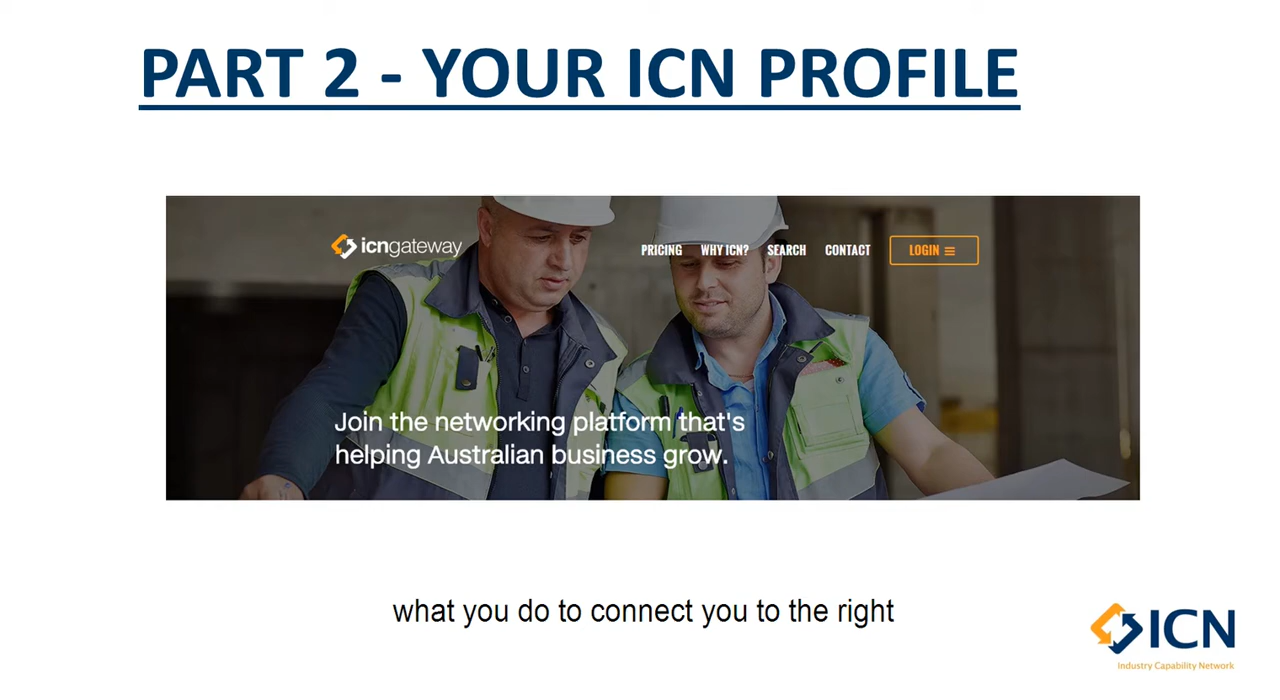 PART 2 - YOUR ICN PROFILE
icngateway
PRICING WHY ICN? SEARCH CONTACT LOGIN
Join the networking platform that's
helping Australian business grow.
what you do to connect you to the right
ICN
Industry Capability Network